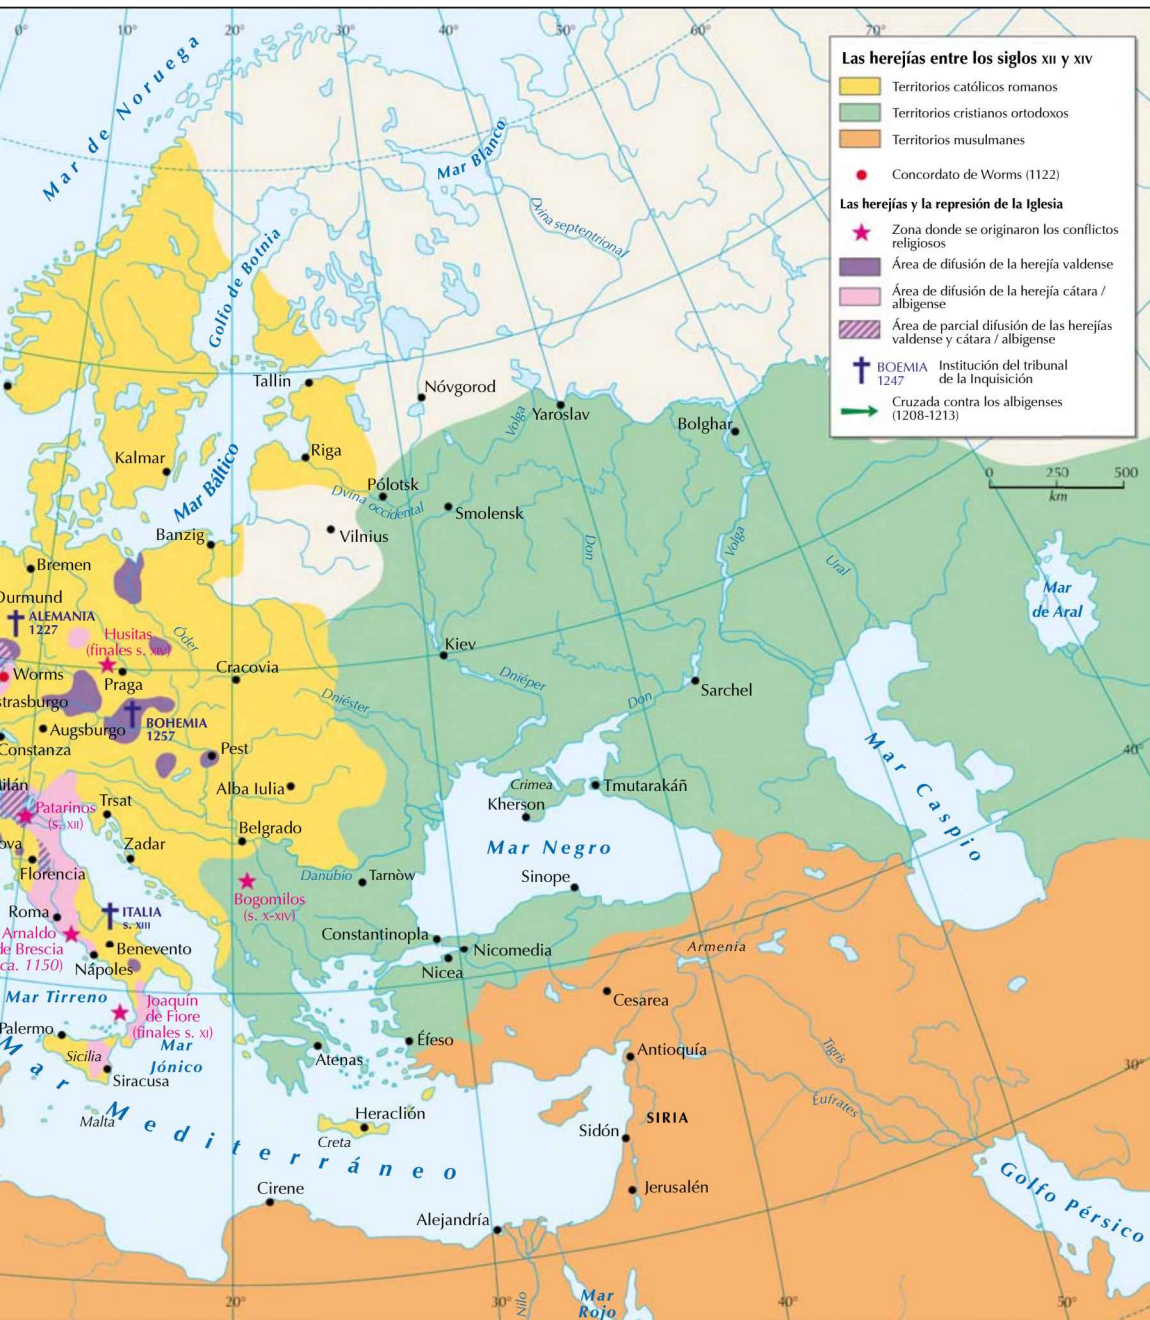 0°
10°
20°
30°
40°
50°
60°
70°
Las herejías entre los siglos XII y XIV
Territorios católicos romanos
Territorios cristianos ortodoxos
Territorios musulmanes
Concordato de Worms (1122)
Las herejías y la represión de la Iglesia
Zona donde se originaron los conflictos
religiosos
Área de difusión de la herejía valdense
Área de difusión de la herejía cátara /
albigense
Área de parcial difusión de las herejías
valdense y cátara / albigense
BOEMIA
1247
Institución del tribunal
de la Inquisición
Cruzada contra los albigenses
(1208-1213)
0 250 500
km
Mar de Noruega
Mar Blanco
Dvina septentrional
Golfo de Botnia
Tallin
Nóvgorod
Volga
Yaroslav
Bolghar
Kalmar
Riga
Mar Báltico
Pólotsk
Dvina occidental
Smolensk
Banzig
Vilnius
Don
Volga
Ural
Mar
de Aral
Bremen
Durmund
ALEMANIA
1227
Husitas
(finales s. XIV)
Óder
Kiev
Worms
Praga
Cracovia
Dniéper
Sarchel
strasburgo
Dniéster
Don
BOHEMIA
1257
Augsburgo
Constanza
Pest
Mar Caspio
40°
ilán
Alba Iulia
Crimea
Tmutarakáñ
Kherson
Patarinos
(s. XII)
Trsat
Belgrado
ova
Zadar
Mar Negro
Florencia
Danubio
Tarnòw
Sinope
Bogomilos
(s. X-XIV)
Roma
ITALIA
s. XIII
Arnaldo
de Brescia
ca. 1150)
Benevento
Constantinopla
Nicomedia
Armenia
Nápoles
Nicea
Mar Tirreno
Joaquín
de Fiore
(finales s. XI)
Cesarea
Palermo
Mar
Jónico
Éfeso
Atenas
Antioquía
Tigris
30°
Sicilia
Siracusa
Éufrates
Malta
Mar Mediterráneo
Heraclión
Creta
SIRIA
Sidón
Golfo Pérsico
Cirene
Jerusalén
Alejandría
Nilo
Mar
Rojo
20°
30°
40°
50°